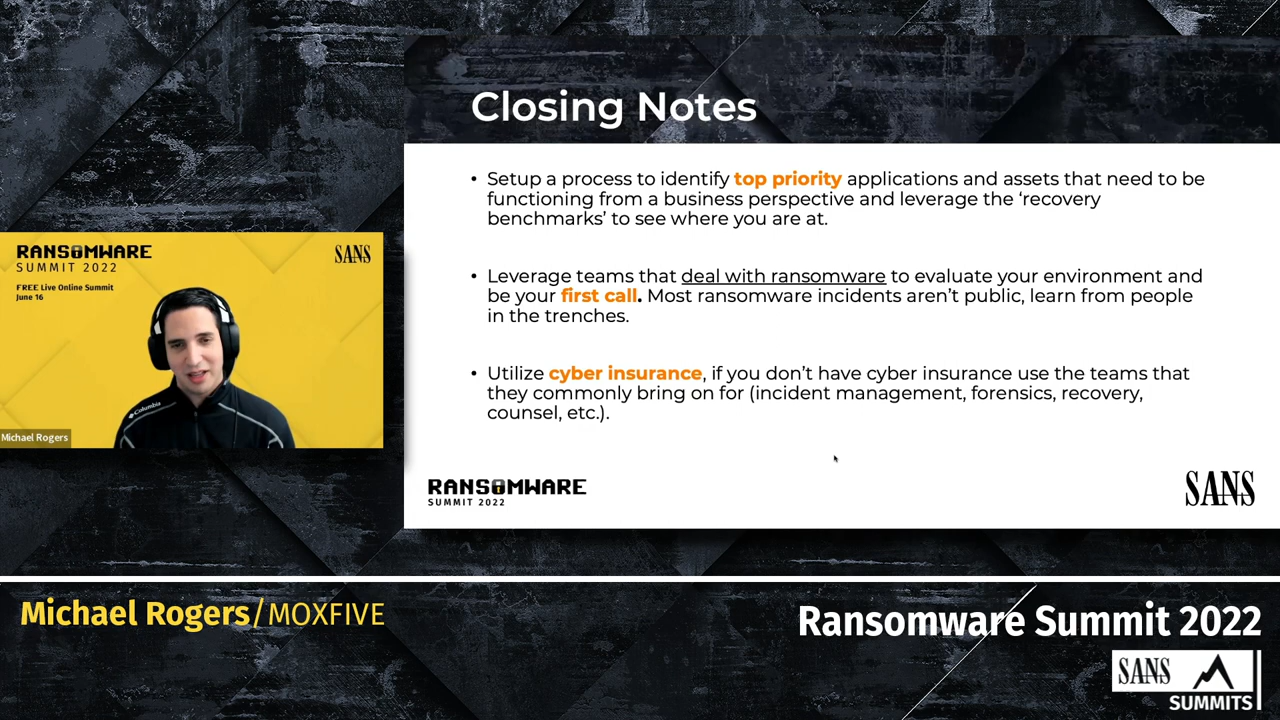 Closing Notes
• Setup a process to identify top priority applications and assets that need to be
functioning from a business perspective and leverage the ‘recovery
benchmarks’ to see where you are at.
• Leverage teams that deal with ransomware to evaluate your environment and
be your first call. Most ransomware incidents aren’t public, learn from people
in the trenches.
• Utilize cyber insurance, if you don’t have cyber insurance use the teams that
they commonly bring on for (incident management, forensics, recovery,
counsel, etc.).
RANSOMWARE
SUMMIT 2022
SANS
RANSOMWARE
SUMMIT 2022
SANS
FREE Live Online Summit
June 16
Columbia
Michael Rogers
Michael Rogers/MOXFIVE
Ransomware Summit 2022
SANS
SUMMITS